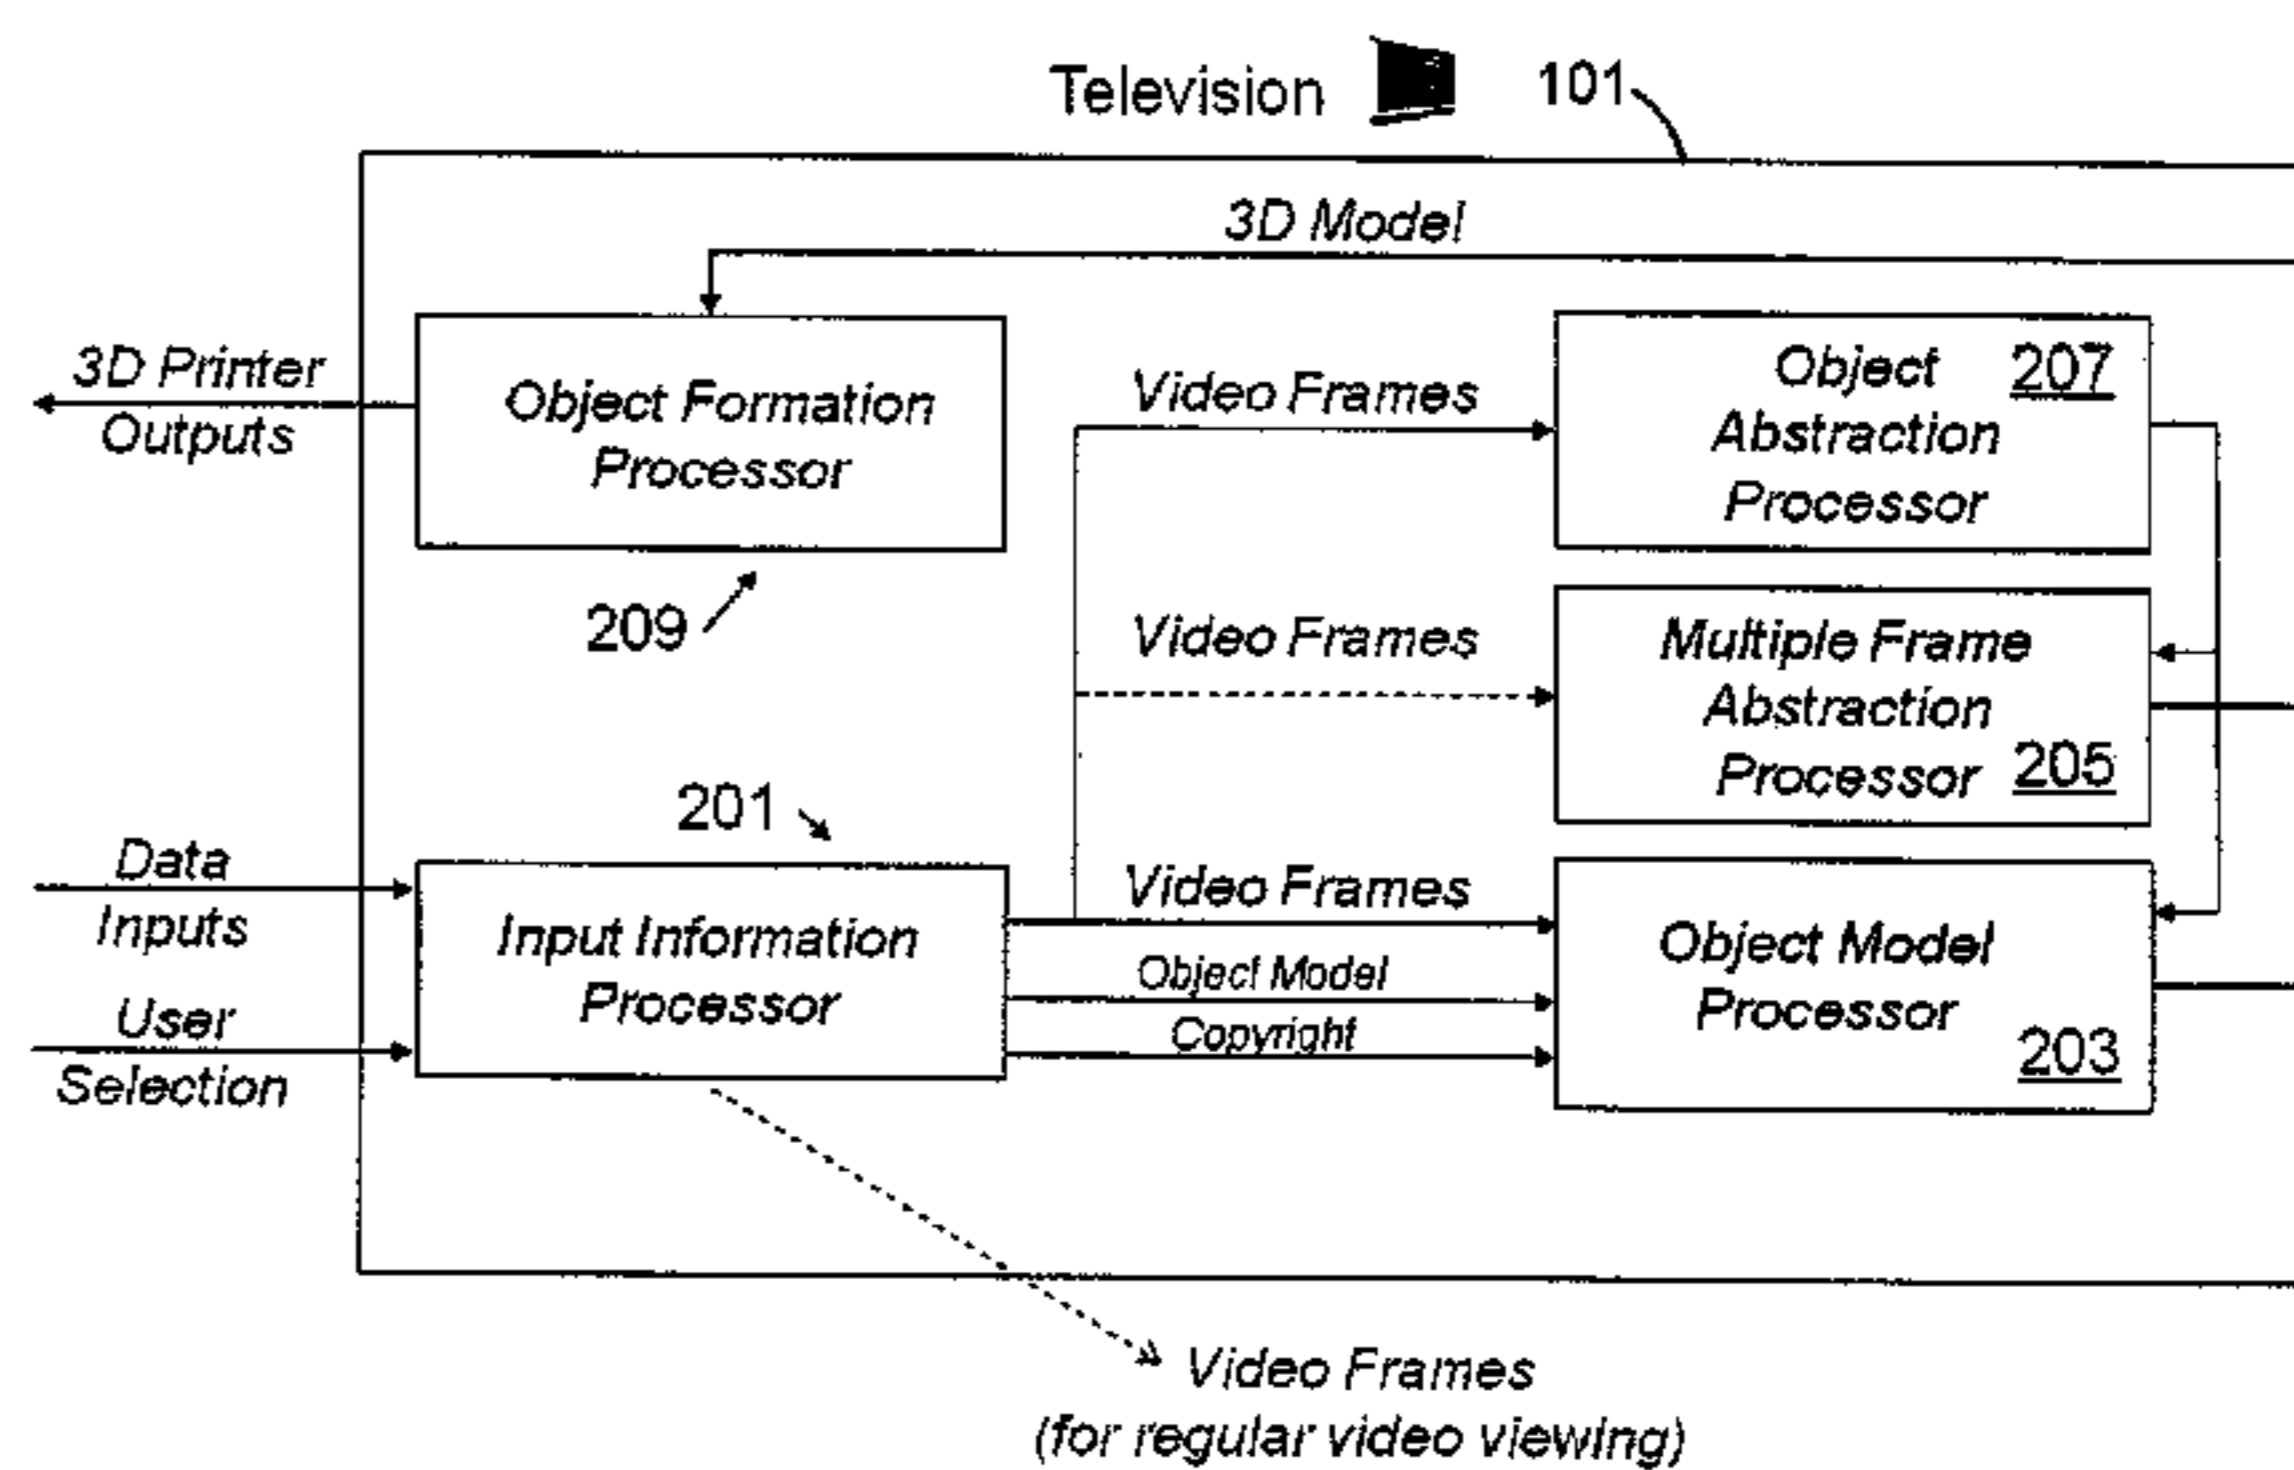 Television
101
3D Model
3D Printer
Outputs
Object Formation
Processor
209
Video Frames
Object 207
Abstraction
Processor
Video Frames
Multiple Frame
Abstraction
Processor 205
201
Data
Inputs
User
Selection
Input Information
Processor
Video Frames
Object Model
Copyright
Object Model
Processor
203
Video Frames
(for regular video viewing)